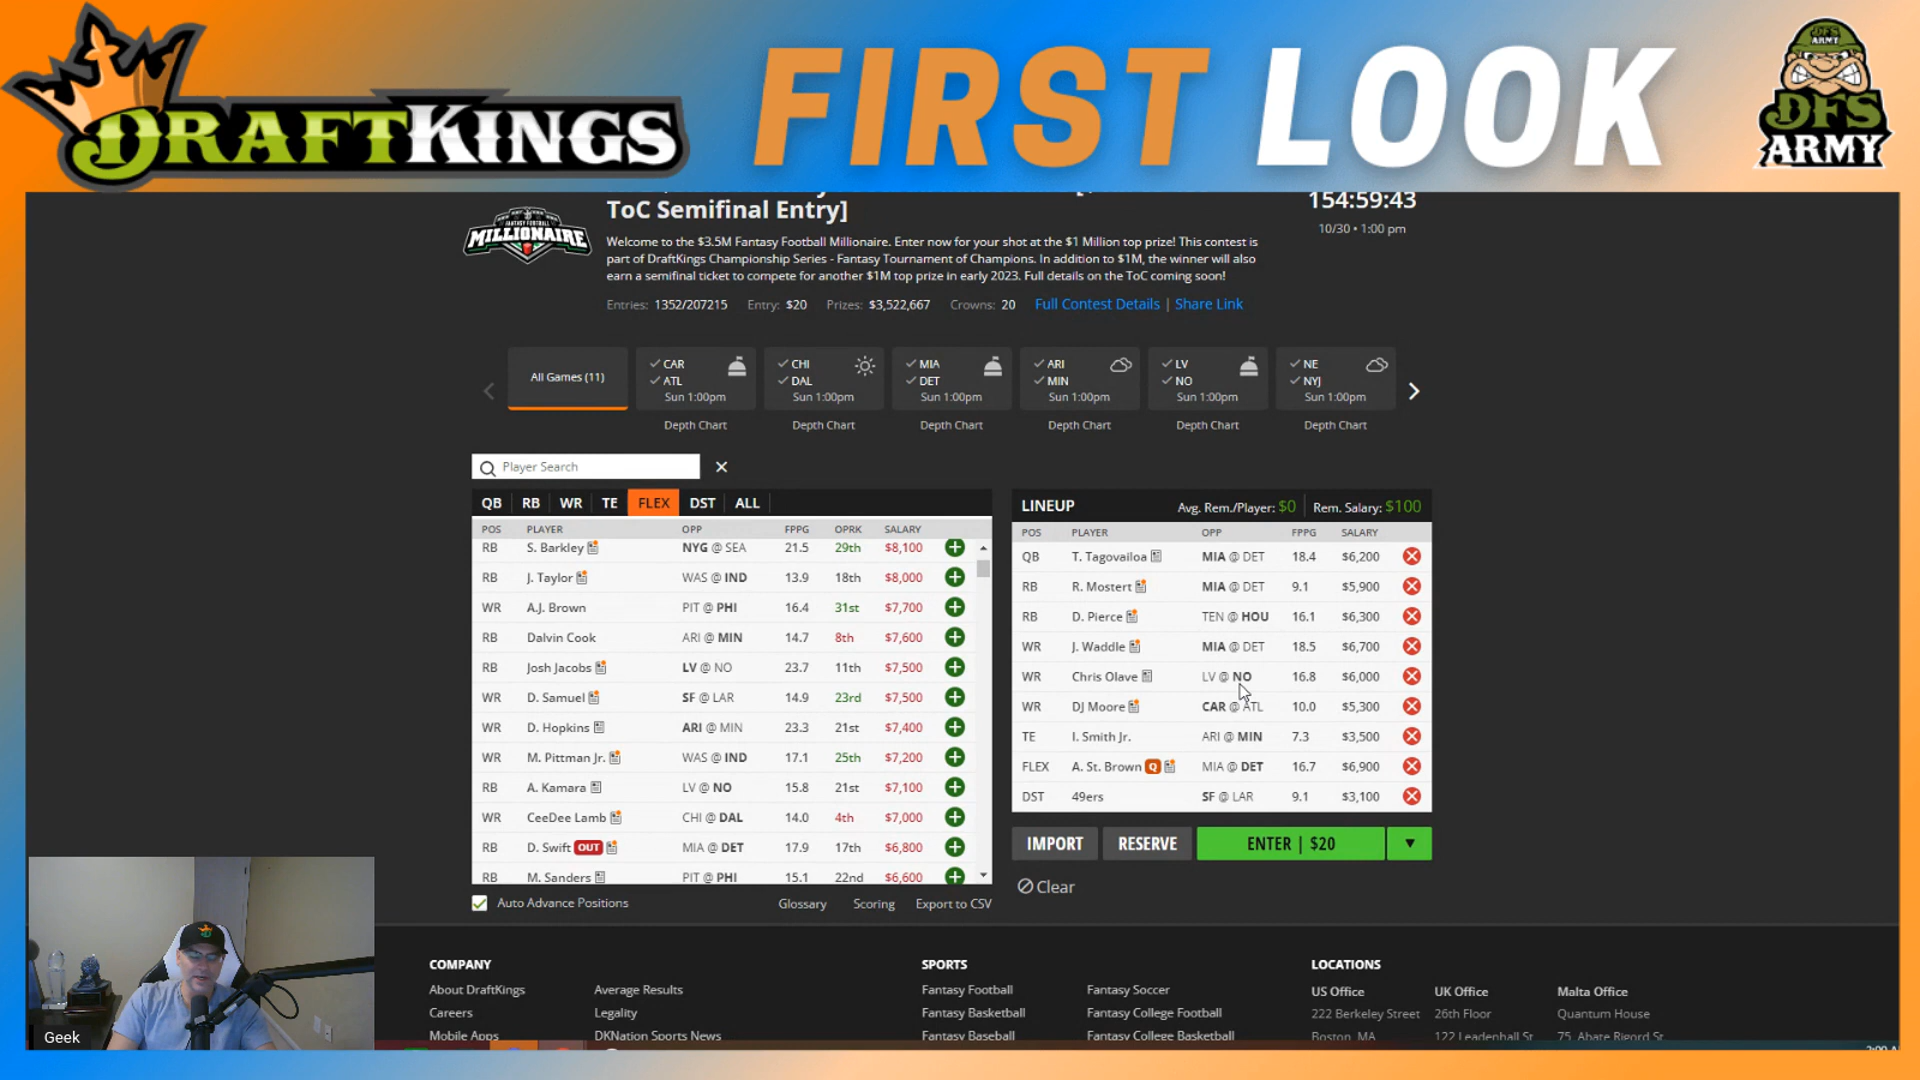 DRAFTKINGS
FIRST LOOK
DFS
ARMY
DFS
ARMY
FANTASY FOOTBALL
MILLIONAIRE
ToC Semifinal Entry]
154:59:43
10/30 • 1:00 pm
Welcome to the $3.5M Fantasy Football Millionaire. Enter now for your shot at the $1 Million top prize! This contest is
part of DraftKings Championship Series - Fantasy Tournament of Champions. In addition to $1M, the winner will also
earn a semifinal ticket to compete for another $1M top prize in early 2023. Full details on the ToC coming soon!
Entries: 1352/207215 Entry: $20 Prizes: $3,522,667 Crowns: 20 Full Contest Details | Share Link
All Games (11)
CAR
ATL
Sun 1:00pm
Depth Chart
CHI
DAL
Sun 1:00pm
Depth Chart
MIA
DET
Sun 1:00pm
Depth Chart
ARI
MIN
Sun 1:00pm
Depth Chart
LV
NO
Sun 1:00pm
Depth Chart
NE
NYJ
Sun 1:00pm
Depth Chart
Player Search
QB RB WR TE FLEX DST ALL
POS PLAYER OPP FPPG OPRK SALARY
RB S. Barkley NYG @ SEA 21.5 29th $8,100
RB J. Taylor WAS @ IND 13.9 18th $8,000
WR A.J. Brown PIT @ PHI 16.4 31st $7,700
RB Dalvin Cook ARI @ MIN 14.7 8th $7,600
RB Josh Jacobs LV @ NO 23.7 11th $7,500
WR D. Samuel SF @ LAR 14.9 23rd $7,500
WR D. Hopkins ARI @ MIN 23.3 21st $7,400
WR M. Pittman Jr. WAS @ IND 17.1 25th $7,200
RB A. Kamara LV @ NO 15.8 21st $7,100
WR CeeDee Lamb CHI @ DAL 14.0 4th $7,000
RB D. Swift OUT MIA @ DET 17.9 17th $6,800
RB M. Sanders PIT @ PHI 15.1 22nd $6,600
Auto Advance Positions
Glossary Scoring Export to CSV
LINEUP Avg. Rem./Player: $0 Rem. Salary: $100
POS PLAYER OPP FPPG SALARY
QB T. Tagovailoa MIA @ DET 18.4 $6,200
RB R. Mostert MIA @ DET 9.1 $5,900
RB D. Pierce TEN @ HOU 16.1 $6,300
WR J. Waddle MIA @ DET 18.5 $6,700
WR Chris Olave LV @ NO 16.8 $6,000
WR DJ Moore CAR @ ATL 10.0 $5,300
TE I. Smith Jr. ARI @ MIN 7.3 $3,500
FLEX A. St. Brown Q MIA @ DET 16.7 $6,900
DST 49ers SF @ LAR 9.1 $3,100
IMPORT RESERVE ENTER | $20
Clear
COMPANY
About DraftKings Average Results
Careers Legality
Mobile Apps DKNation Sports News
SPORTS
Fantasy Football Fantasy Soccer
Fantasy Basketball Fantasy College Football
Fantasy Baseball Fantasy College Basketball
LOCATIONS
US Office UK Office Malta Office
222 Berkeley Street 26th Floor Quantum House
Boston, MA 122 Leadenhall St 75, Abate Rigord St
Geek